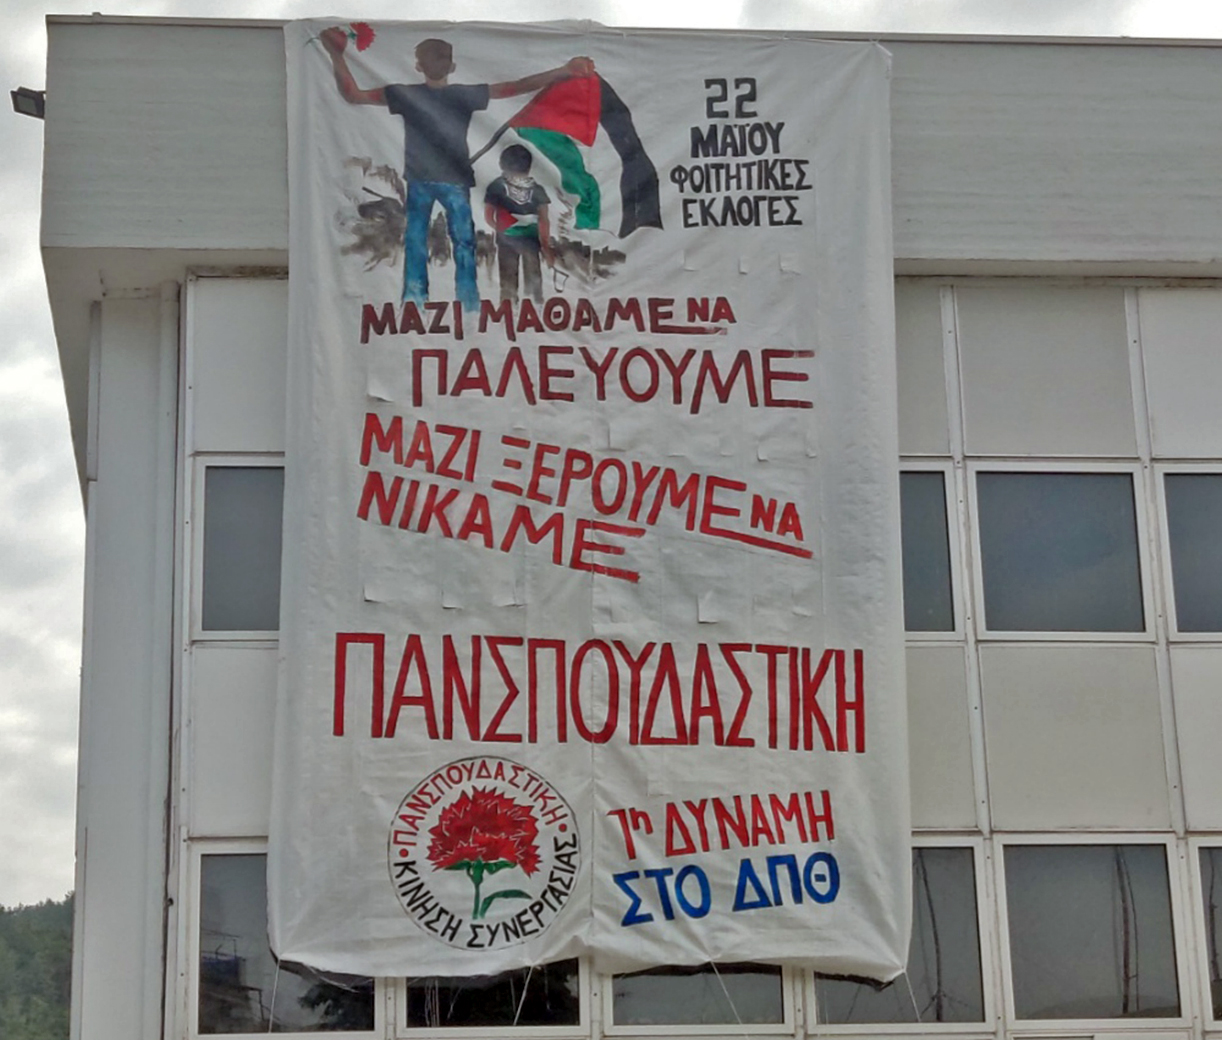 22
ΜΑΪΟΥ
ΦΟΙΤΗΤΙΚΕΣ
ΕΚΛΟΓΕΣ
ΜΑΖΙ ΜΑΘΑΜΕ ΝΑ
ΠΑΛΕΥΟΥΜΕ
ΜΑΖΙ ΞΕΡΟΥΜΕ ΝΑ
ΝΙΚΑΜΕ
ΠΑΝΣΠΟΥΔΑΣΤΙΚΗ
•ΠΑΝΣΠΟΥΔΑΣΤΙΚΗ•
ΚΙΝΗΣΗ ΣΥΝΕΡΓΑΣΙΑΣ
1η ΔΥΝΑΜΗ
ΣΤΟ ΔΠΘ